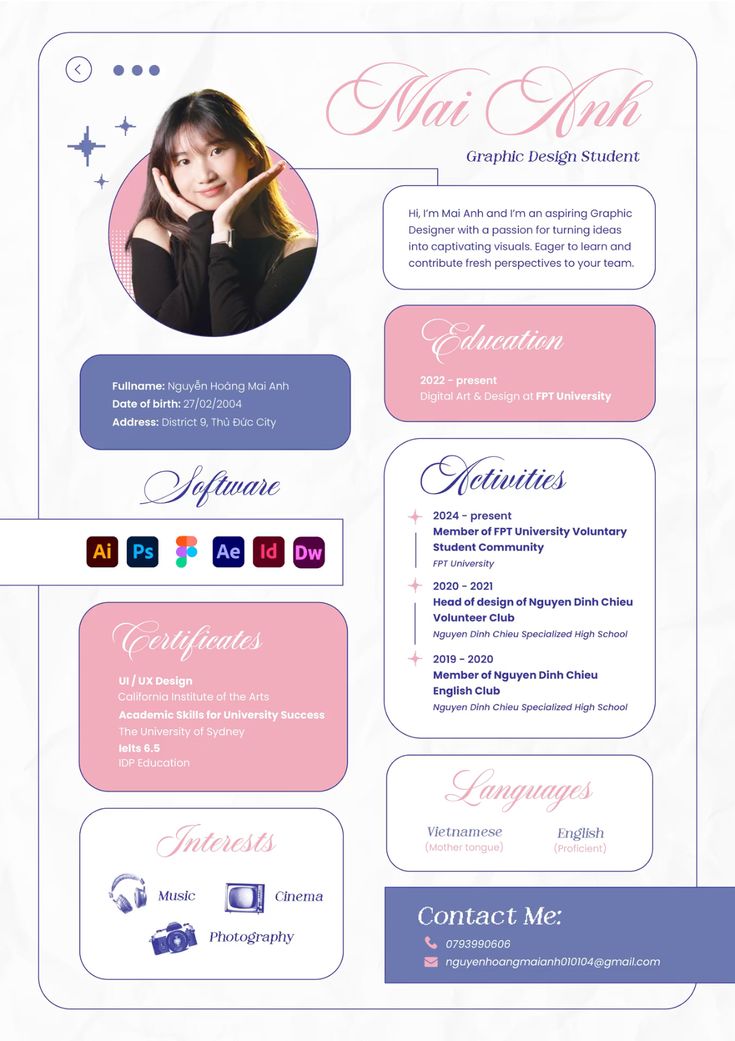 Mai Anh
Graphic Design Student
Hi, I'm Mai Anh and I'm an aspiring Graphic
Designer with a passion for turning ideas
into captivating visuals. Eager to learn and
contribute fresh perspectives to your team.
Fullname: Nguyễn Hoàng Mai Anh
Date of birth: 27/02/2004
Address: District 9, Thủ Đức City
Education
2022 - present
Digital Art & Design at FPT University
Software
Ai Ps Ae Id Dw
Activities
2024 - present
Member of FPT University Voluntary
Student Community
FPT University
2020 - 2021
Head of design of Nguyen Dinh Chieu
Volunteer Club
Nguyen Dinh Chieu Specialized High School
2019 - 2020
Member of Nguyen Dinh Chieu
English Club
Nguyen Dinh Chieu Specialized High School
Certificates
UI / UX Design
California Institute of the Arts
Academic Skills for University Success
The University of Sydney
Ielts 6.5
IDP Education
Languages
Vietnamese
(Mother tongue)
English
(Proficient)
Interests
Music
Cinema
Photography
Contact Me:
0793990606
nguyenhoangmaianh010104@gmail.com